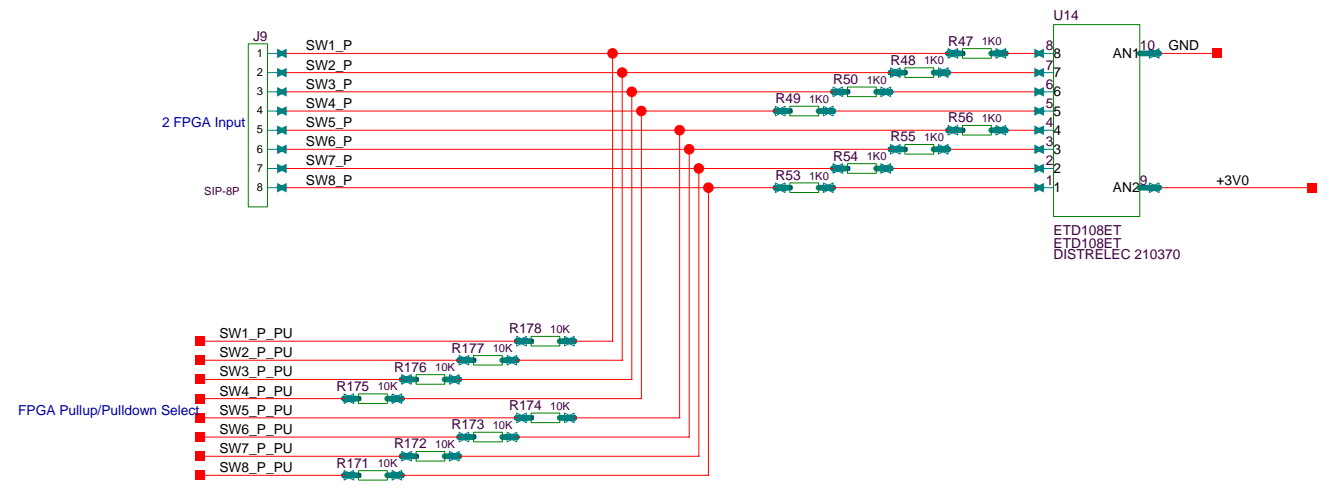 U14
J9
1 SW1_P R47 1K0 8 8 AN1 10 GND
2 SW2_P R48 1K0 7 7
3 SW3_P R50 1K0 6 6
4 SW4_P R49 1K0 5 5
2 FPGA Input
5 SW5_P R56 1K0 4 4
6 SW6_P R55 1K0 3 3
7 SW7_P R54 1K0 2 2
SIP-8P
8 SW8_P R53 1K0 1 1 AN2 9 +3V0
ETD108ET
ETD108ET
DISTRELEC 210370
SW1_P_PU R178 10K
SW2_P_PU R177 10K
SW3_P_PU R176 10K
SW4_P_PU R175 10K
FPGA Pullup/Pulldown Select
SW5_P_PU R174 10K
SW6_P_PU R173 10K
SW7_P_PU R172 10K
SW8_P_PU R171 10K